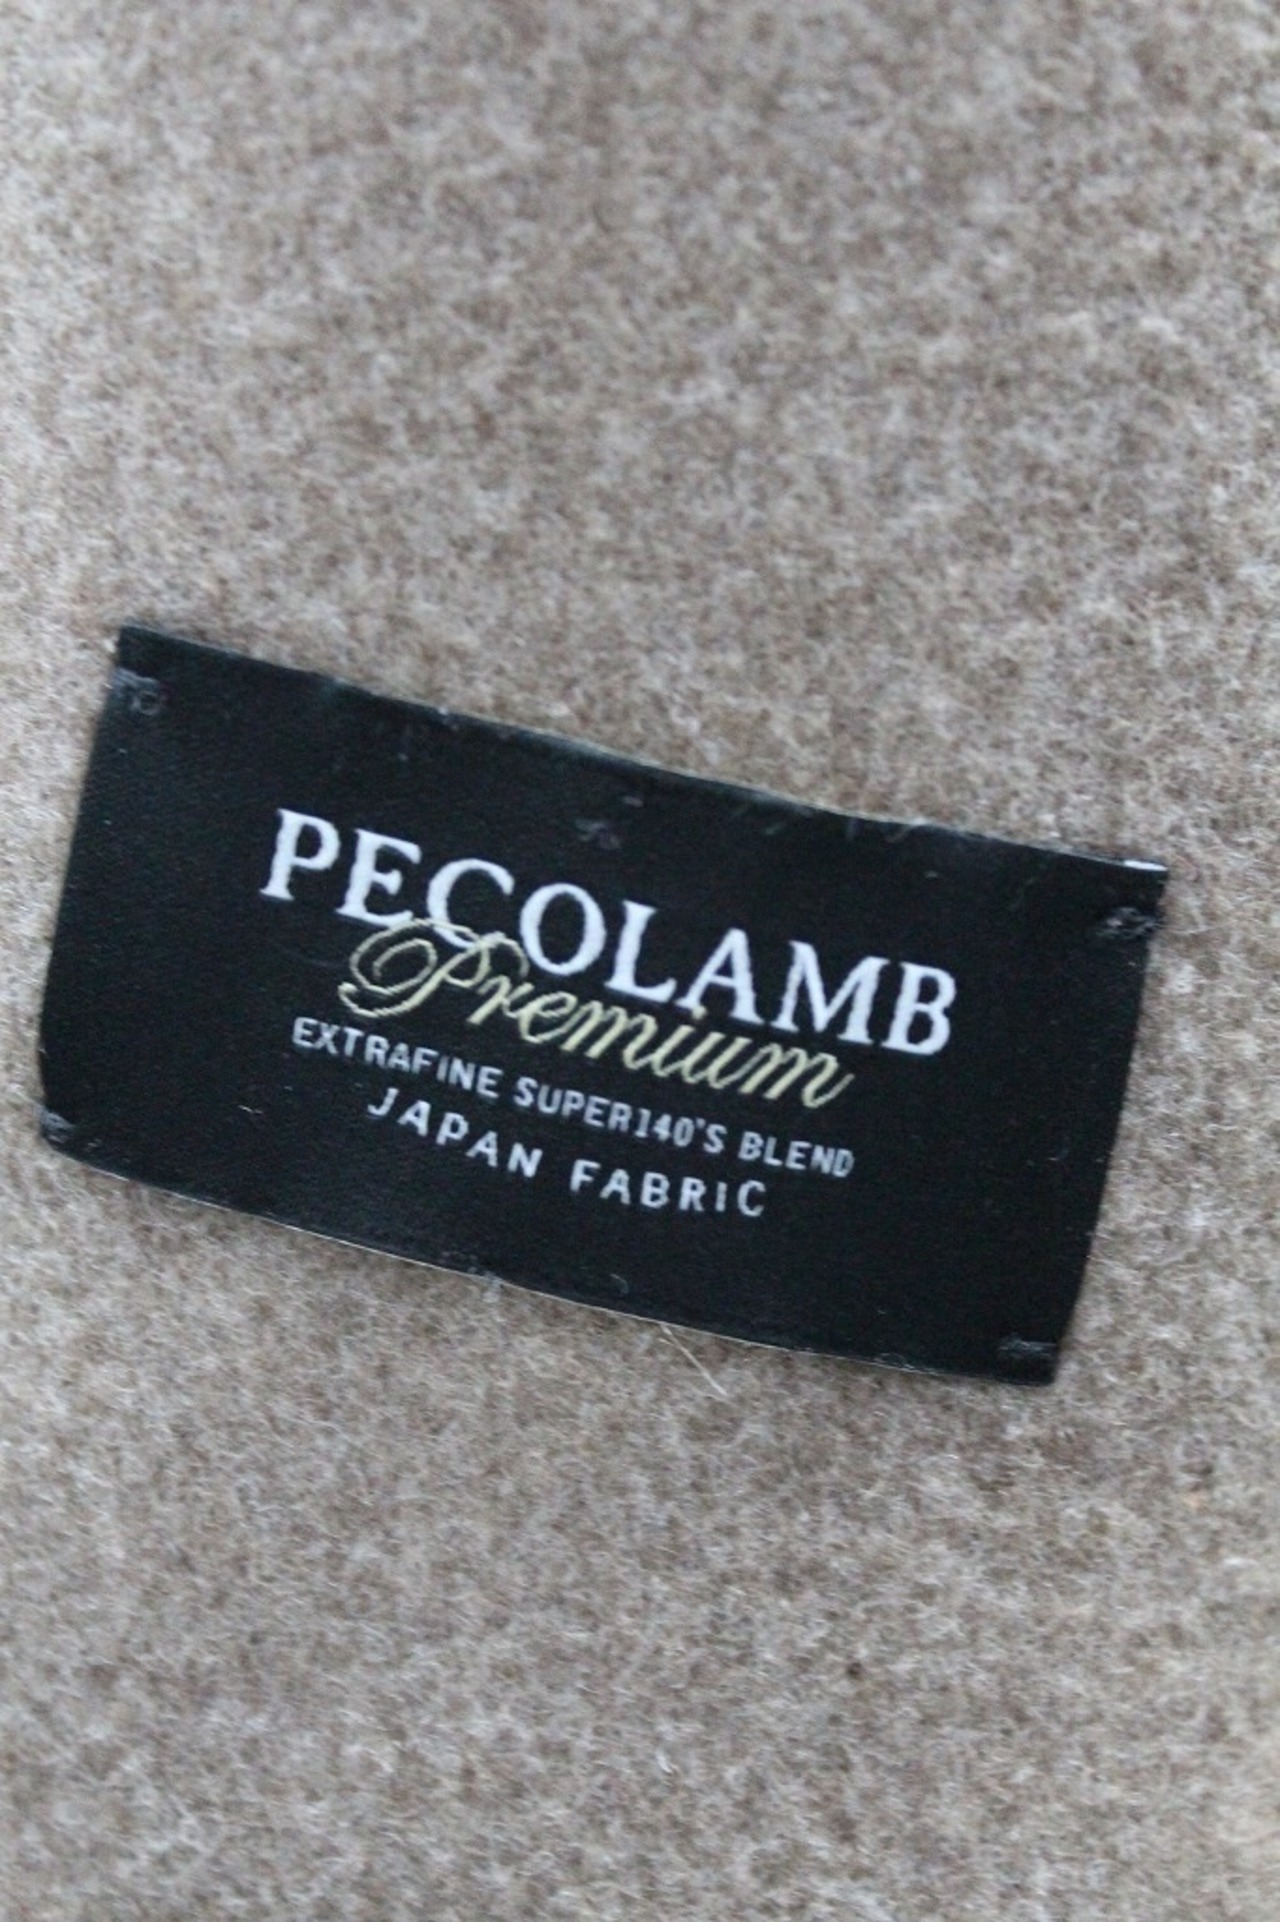 PECOLAMB
Premium
EXTRAFINE SUPER140'S BLEND
JAPAN FABRIC